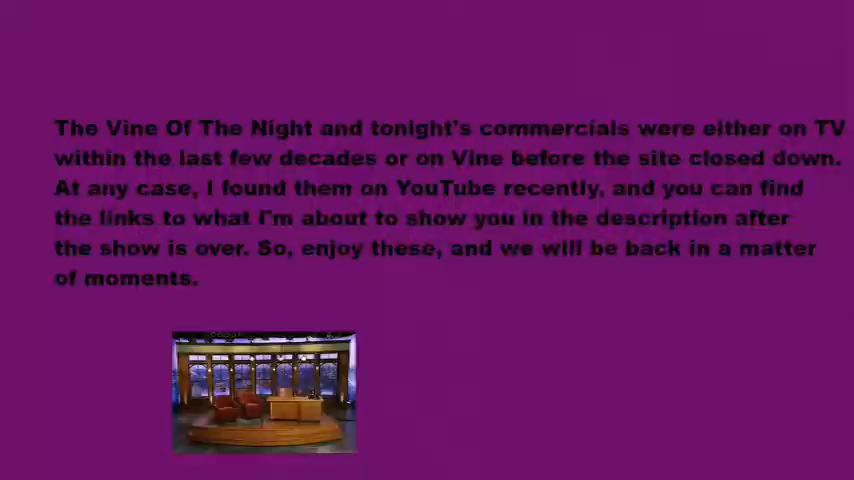 The Vine Of The Night and tonight's commercials were either on TV
within the last few decades or on Vine before the site closed down.
At any case, I found them on YouTube recently, and you can find
the links to what I'm about to show you in the description after
the show is over. So, enjoy these, and we will be back in a matter
of moments.